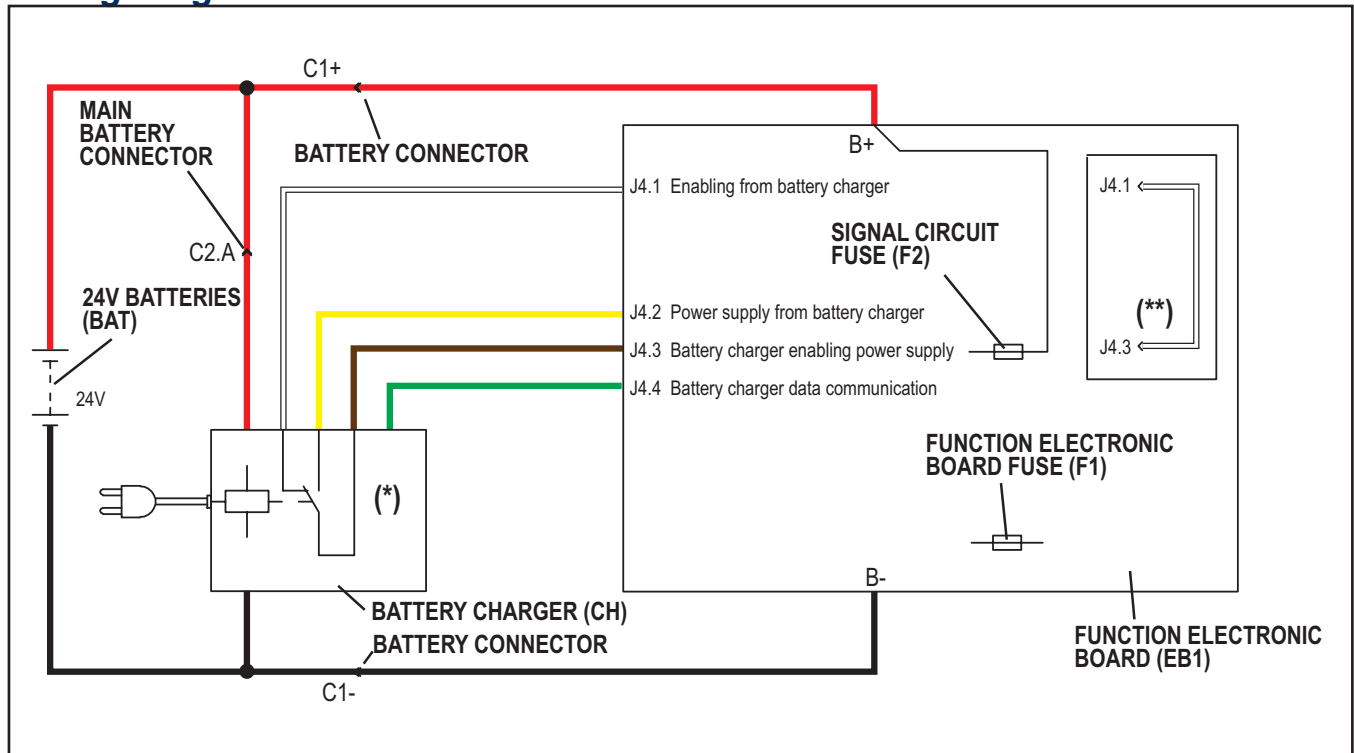 C1+
MAIN
BATTERY
CONNECTOR
BATTERY CONNECTOR
B+
J4.1 Enabling from battery charger
J4.1
SIGNAL CIRCUIT
FUSE (F2)
C2.A
24V BATTERIES
(BAT)
J4.2 Power supply from battery charger
(**)
J4.3 Battery charger enabling power supply
J4.3
24V
J4.4 Battery charger data communication
FUNCTION ELECTRONIC
BOARD FUSE (F1)
(*)
B-
BATTERY CHARGER (CH)
BATTERY CONNECTOR
FUNCTION ELECTRONIC
BOARD (EB1)
C1-